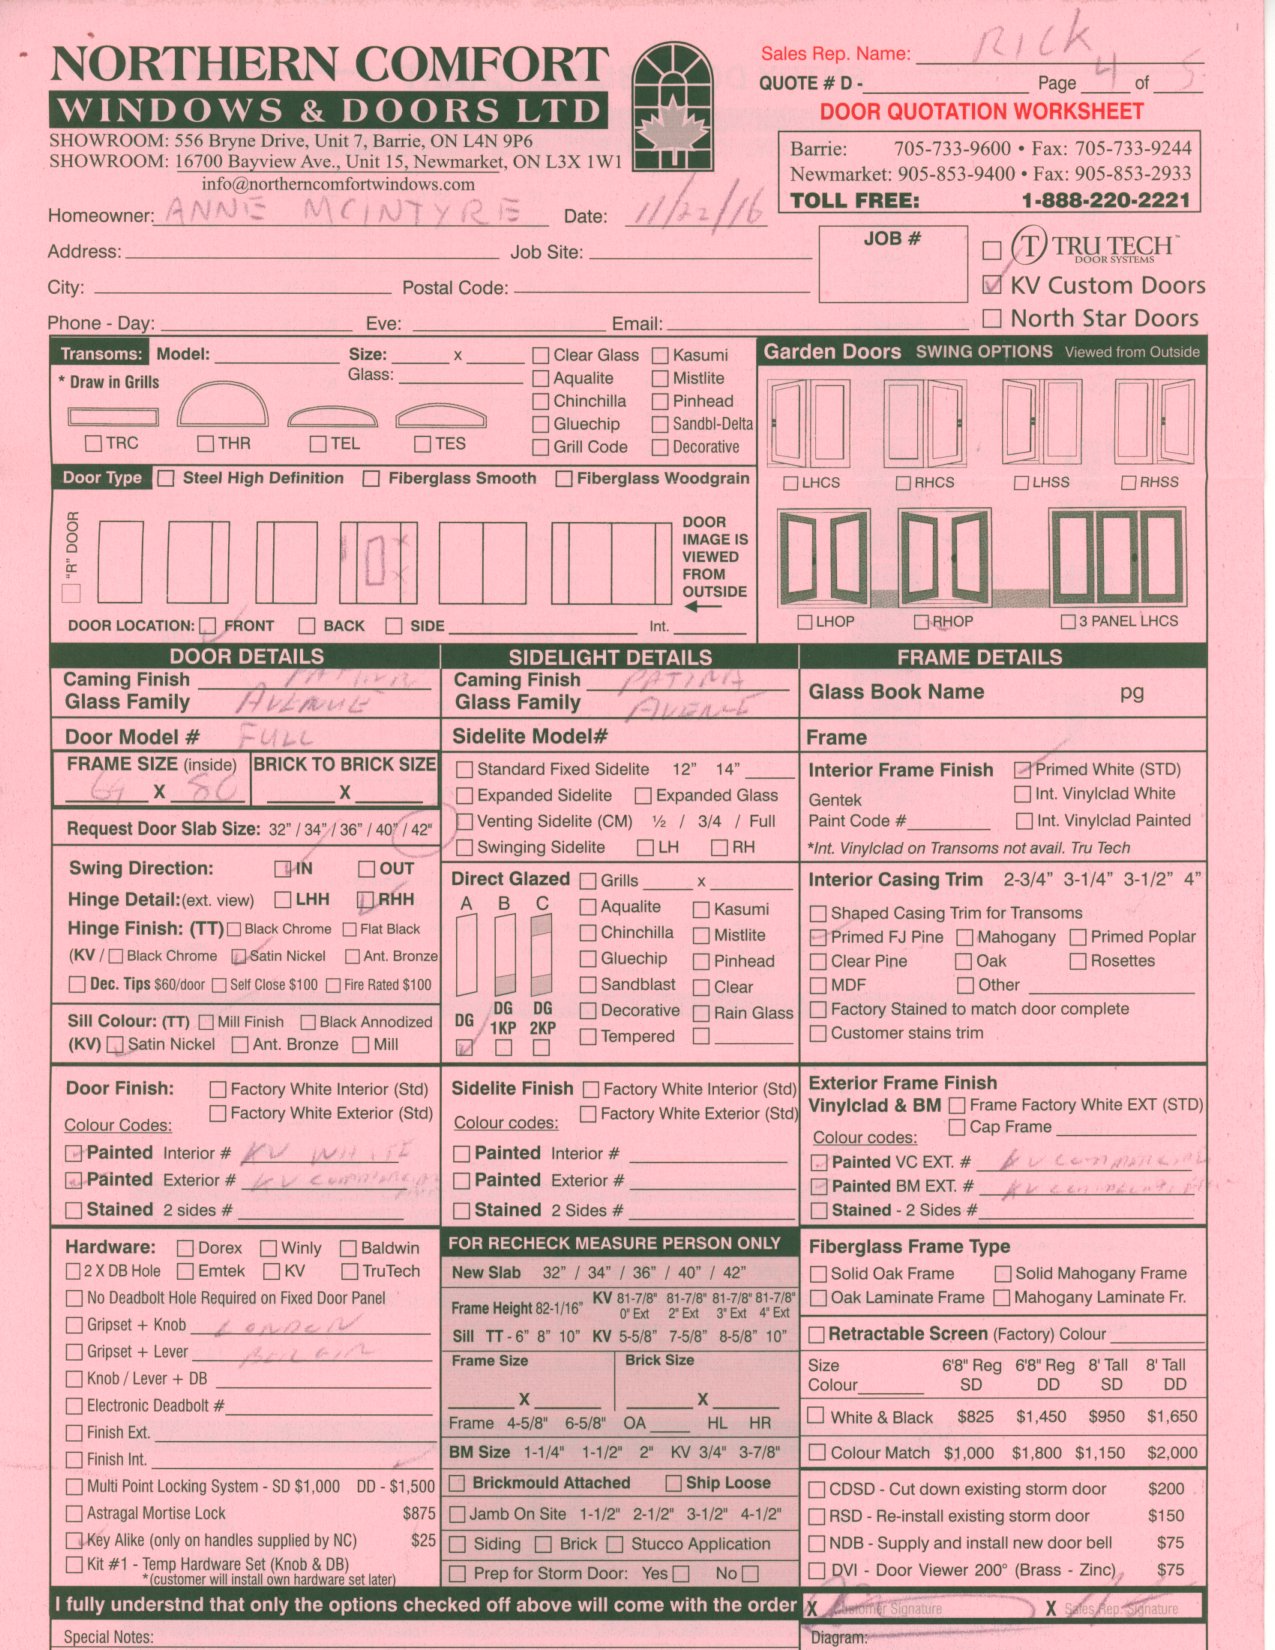 NORTHERN COMFORT
WINDOWS & DOORS LTD
SHOWROOM: 556 Bryne Drive, Unit 7, Barrie, ON L4N 9P6
SHOWROOM: 16700 Bayview Ave., Unit 15, Newmarket, ON L3X 1W1
info@northerncomfortwindows.com
Sales Rep. Name: RICK
QUOTE # D - Page 4 of 5
DOOR QUOTATION WORKSHEET
Barrie: 705-733-9600 • Fax: 705-733-9244
Newmarket: 905-853-9400 • Fax: 905-853-2933
TOLL FREE: 1-888-220-2221
Homeowner: ANNE MCINTYRE Date: 11/22/16
Address: Job Site:
City: Postal Code:
Phone - Day: Eve: Email:
JOB #
TRU TECH
DOOR SYSTEMS
KV Custom Doors
North Star Doors
Transoms: Model: Size: x
Glass:
* Draw in Grills
TRC THR TEL TES
Clear Glass Kasumi
Aqualite Mistlite
Chinchilla Pinhead
Gluechip Sandbl-Delta
Grill Code Decorative
Garden Doors SWING OPTIONS Viewed from Outside
LHCS RHCS LHSS RHSS
LHOP RHOP 3 PANEL LHCS
Door Type Steel High Definition Fiberglass Smooth Fiberglass Woodgrain
"R" DOOR
DOOR
IMAGE IS
VIEWED
FROM
OUTSIDE
DOOR LOCATION: FRONT BACK SIDE Int.
DOOR DETAILS
Caming Finish PATINA
Glass Family AVENUE
Door Model # FULL
FRAME SIZE (inside) BRICK TO BRICK SIZE
64 X 80 X
Request Door Slab Size: 32" / 34" / 36" / 40" / 42"
Swing Direction: IN OUT
Hinge Detail:(ext. view) LHH RHH
Hinge Finish: (TT) Black Chrome Flat Black
(KV / Black Chrome Satin Nickel Ant. Bronze
Dec. Tips $60/door Self Close $100 Fire Rated $100
Sill Colour: (TT) Mill Finish Black Annodized
(KV) Satin Nickel Ant. Bronze Mill
Door Finish: Factory White Interior (Std)
Factory White Exterior (Std)
Colour Codes:
Painted Interior # KV WHITE
Painted Exterior # KV COMMERCIAL
Stained 2 sides #
Hardware: Dorex Winly Baldwin
2 X DB Hole Emtek KV TruTech
No Deadbolt Hole Required on Fixed Door Panel
Gripset + Knob LONDON
Gripset + Lever
Knob / Lever + DB
Electronic Deadbolt #
Finish Ext.
Finish Int.
Multi Point Locking System - SD $1,000 DD - $1,500
Astragal Mortise Lock $875
Key Alike (only on handles supplied by NC) $25
Kit #1 - Temp Hardware Set (Knob & DB)
*(customer will install own hardware set later)
SIDELIGHT DETAILS
Caming Finish PATINA
Glass Family AVENUE
Sidelite Model#
Standard Fixed Sidelite 12" 14"
Expanded Sidelite Expanded Glass
Venting Sidelite (CM) ½ / 3/4 / Full
Swinging Sidelite LH RH
Direct Glazed Grills x
A B C
Aqualite Kasumi
Chinchilla Mistlite
Gluechip Pinhead
Sandblast Clear
Decorative Rain Glass
Tempered
DG DG DG
1KP 2KP
Sidelite Finish Factory White Interior (Std)
Factory White Exterior (Std)
Colour codes:
Painted Interior #
Painted Exterior #
Stained 2 Sides #
FOR RECHECK MEASURE PERSON ONLY
New Slab 32" / 34" / 36" / 40" / 42"
Frame Height 82-1/16" KV 81-7/8" 81-7/8" 81-7/8" 81-7/8"
0" Ext 2" Ext 3" Ext 4" Ext
Sill TT - 6" 8" 10" KV 5-5/8" 7-5/8" 8-5/8" 10"
Frame Size Brick Size
X X
Frame 4-5/8" 6-5/8" OA HL HR
BM Size 1-1/4" 1-1/2" 2" KV 3/4" 3-7/8"
Brickmould Attached Ship Loose
Jamb On Site 1-1/2" 2-1/2" 3-1/2" 4-1/2"
Siding Brick Stucco Application
Prep for Storm Door: Yes No
FRAME DETAILS
Glass Book Name pg
Frame
Interior Frame Finish Primed White (STD)
Gentek Int. Vinylclad White
Paint Code # Int. Vinylclad Painted
*Int. Vinylclad on Transoms not avail. Tru Tech
Interior Casing Trim 2-3/4" 3-1/4" 3-1/2" 4"
Shaped Casing Trim for Transoms
Primed FJ Pine Mahogany Primed Poplar
Clear Pine Oak Rosettes
MDF Other
Factory Stained to match door complete
Customer stains trim
Exterior Frame Finish
Vinylclad & BM Frame Factory White EXT (STD)
Cap Frame
Colour codes:
Painted VC EXT. # KV COMMERCIAL
Painted BM EXT. # KV COMMERCIAL
Stained - 2 Sides #
Fiberglass Frame Type
Solid Oak Frame Solid Mahogany Frame
Oak Laminate Frame Mahogany Laminate Fr.
Retractable Screen (Factory) Colour
Size 6'8" Reg 6'8" Reg 8' Tall 8' Tall
Colour SD DD SD DD
White & Black $825 $1,450 $950 $1,650
Colour Match $1,000 $1,800 $1,150 $2,000
CDSD - Cut down existing storm door $200
RSD - Re-install existing storm door $150
NDB - Supply and install new door bell $75
DVI - Door Viewer 200° (Brass - Zinc) $75
I fully understnd that only the options checked off above will come with the order X Customer Signature X Sales Rep. Signature
Special Notes: Diagram: